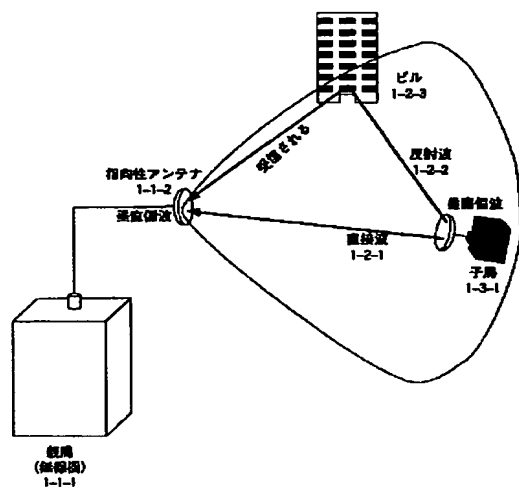 ビル
1-2-3
受信される
反射波
1-2-2
指向性アンテナ
1-1-2
垂直偏波
垂直偏波
直接波
1-2-1
子局
1-3-1
親局
(無線機)
1-1-1